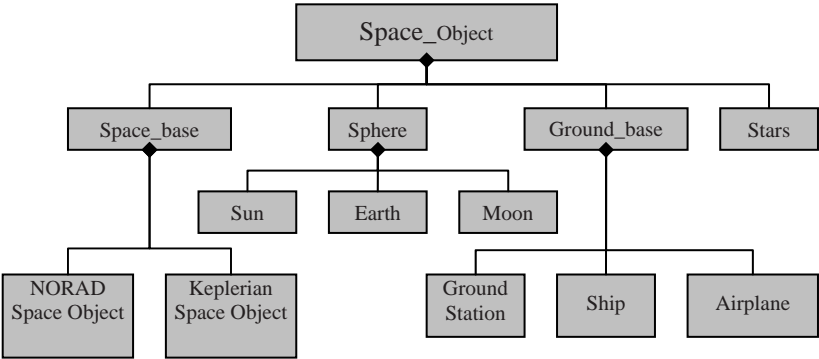 Space_Object
Space_base
Sphere
Ground_base
Stars
Sun
Earth
Moon
NORAD
Space Object
Keplerian
Space Object
Ground
Station
Ship
Airplane